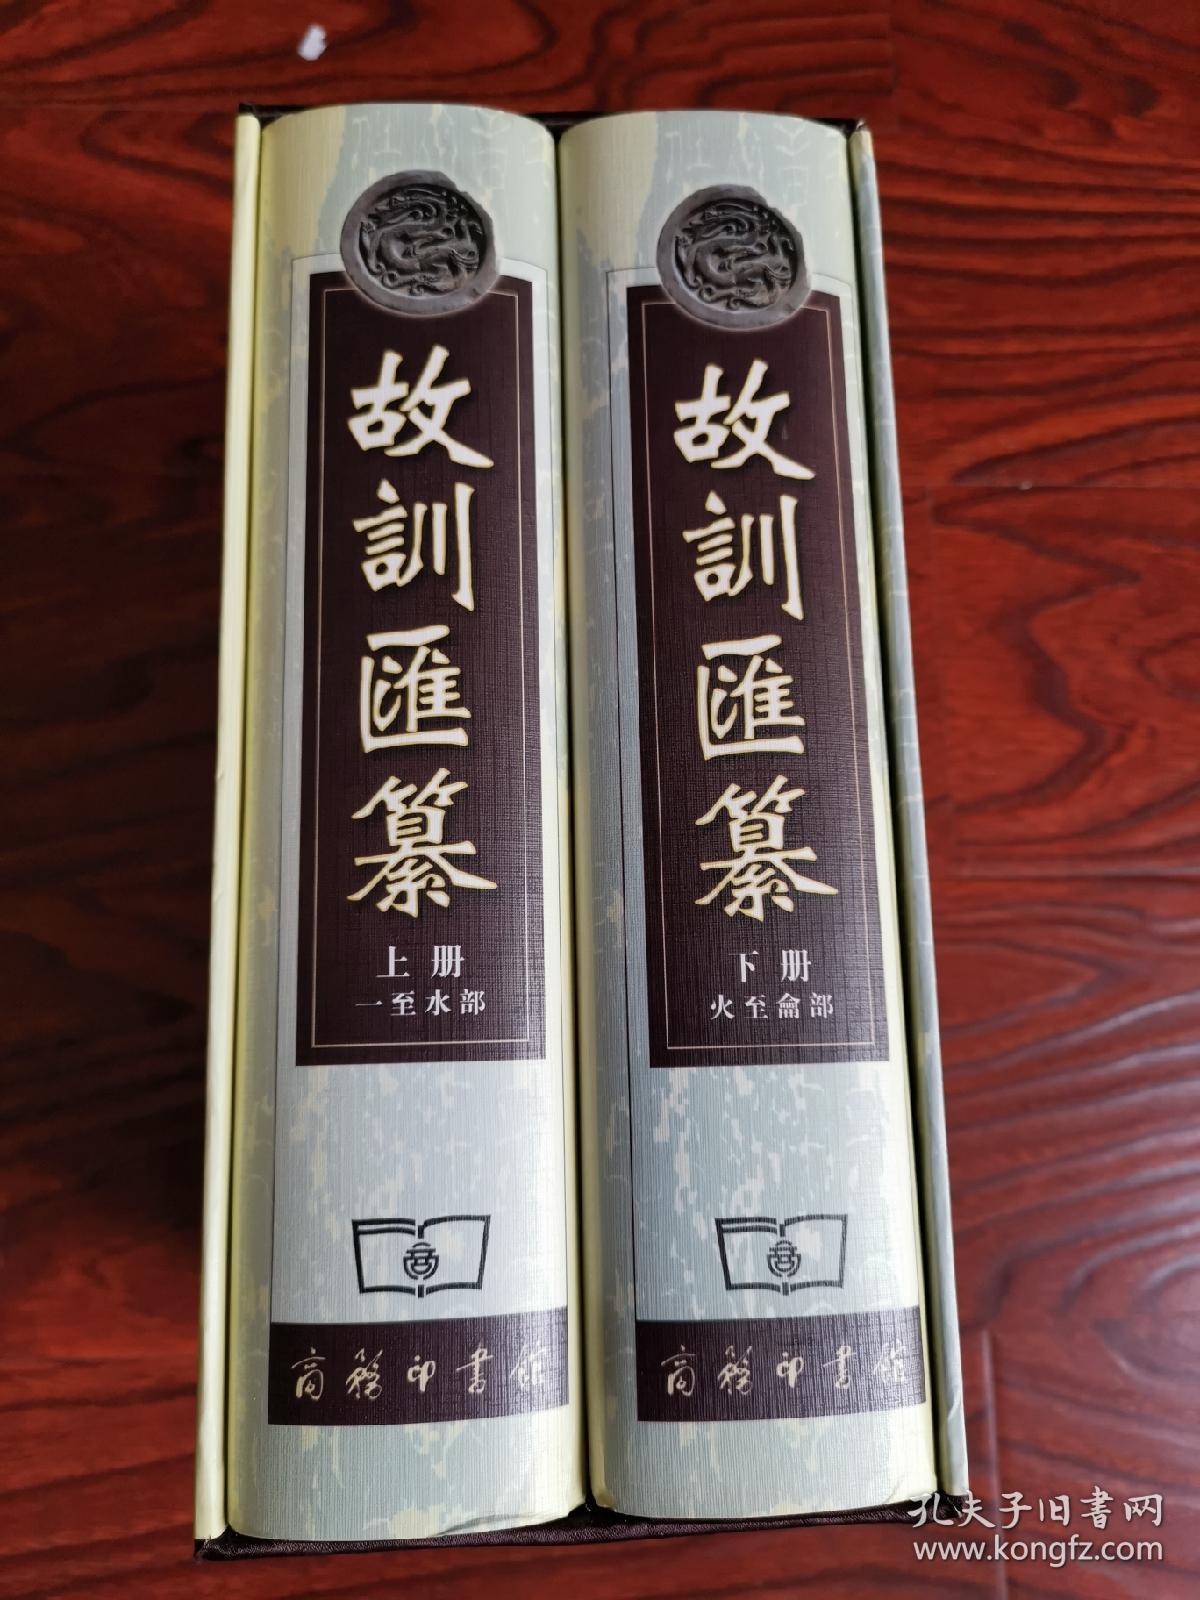 故訓匯纂
上册
一至水部
商
商務印書館
故訓匯纂
下册
火至龠部
商
商務印書館
孔夫子旧书网
www.kongfz.com